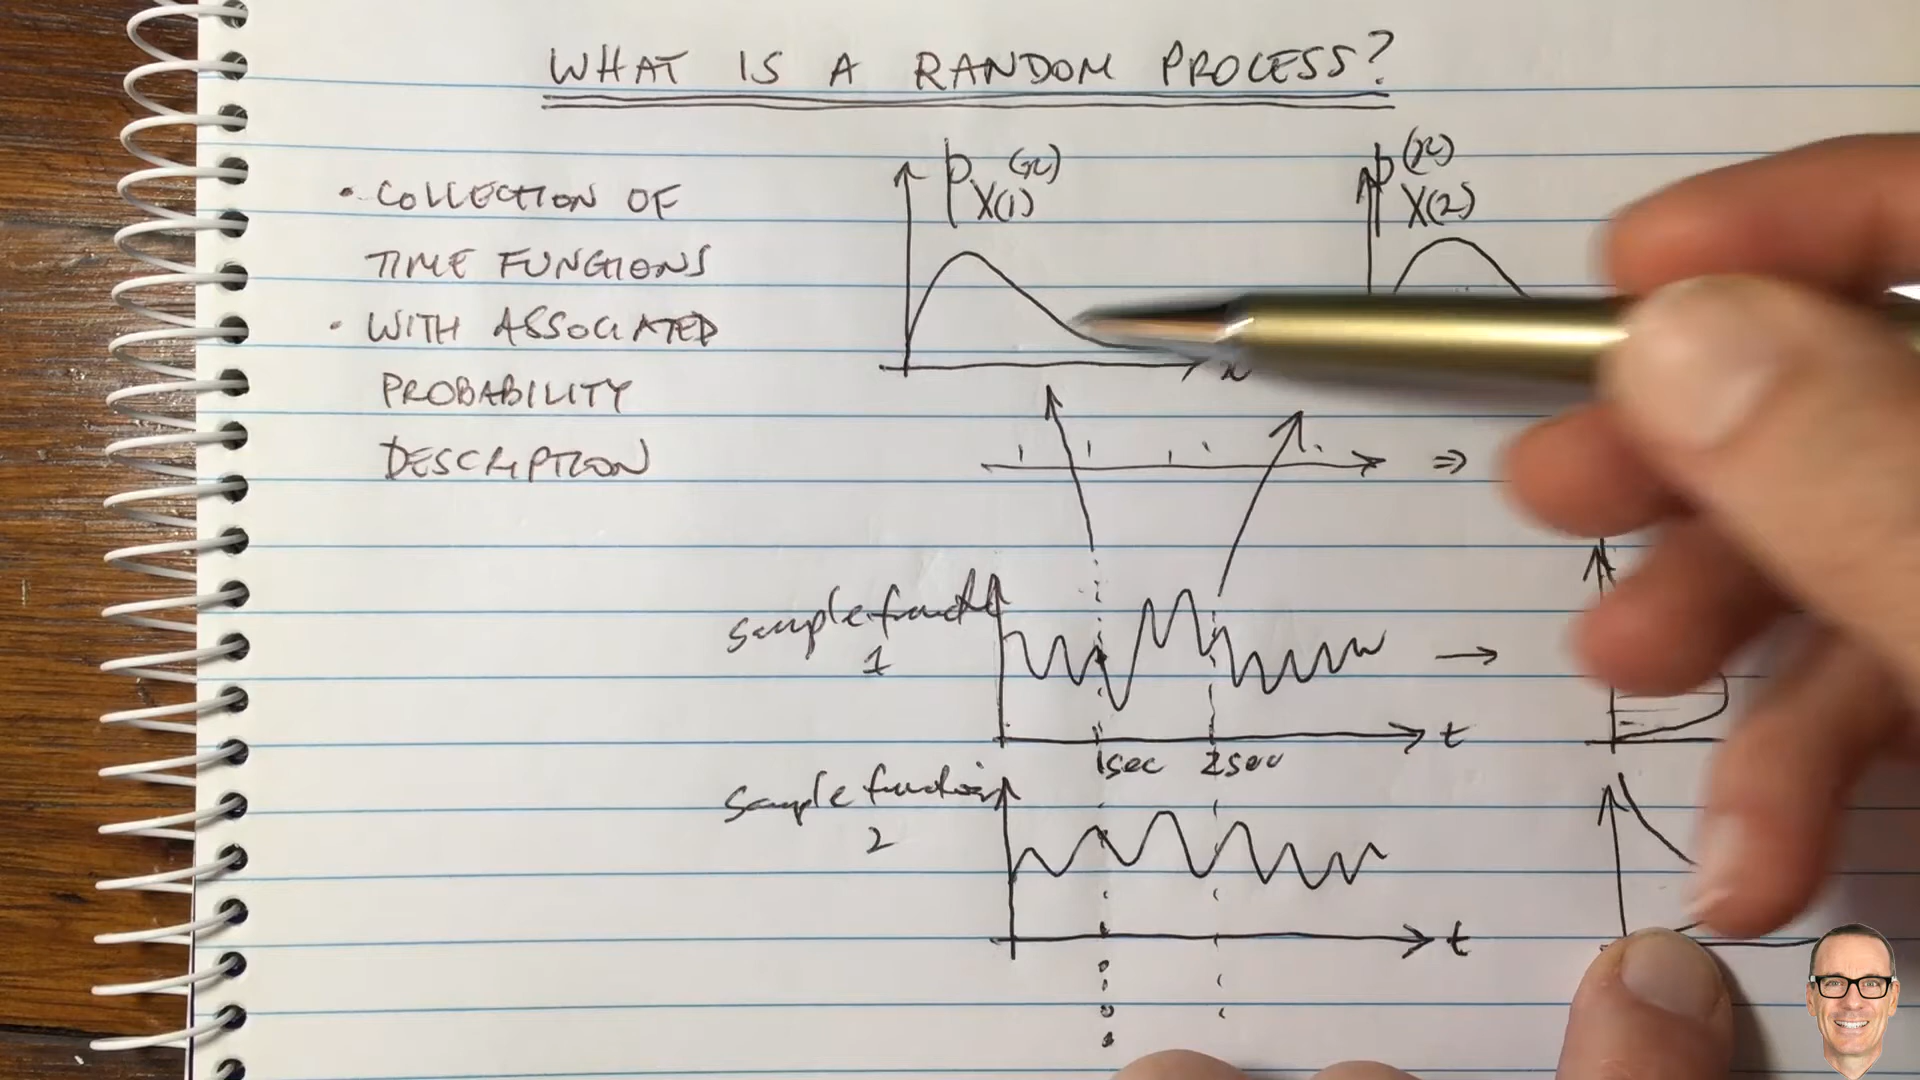 WHAT IS A RANDOM PROCESS?
• COLLECTION OF
TIME FUNCTIONS
• WITH ASSOCIATED
PROBABILITY
DESCRIPTION
p (x)
X(1)
x
p (x)
X(2)
⇒
sample
1
→
t
1sec 2sec
sample function
2
t